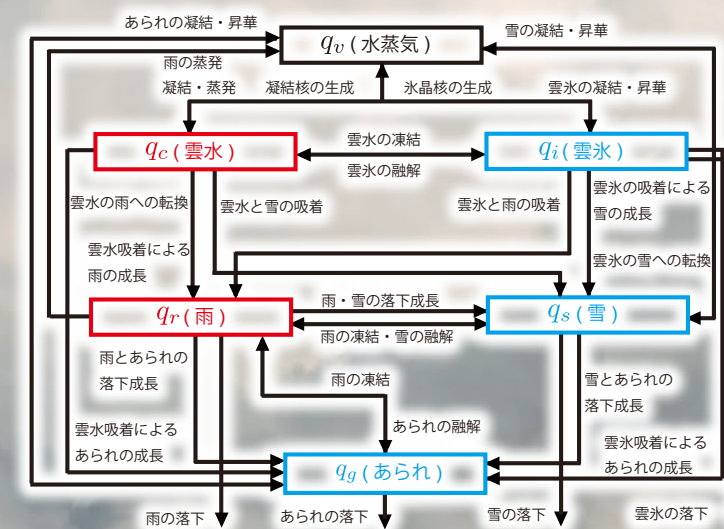 あられの凝結・昇華
qv (水蒸気)
雪の凝結・昇華
雨の蒸発
凝結・蒸発
凝結核の生成
氷晶核の生成
雲氷の凝結・昇華
qc (雲水)
雲水の凍結
雲氷の融解
qi (雲氷)
雲水の雨への転換
雲水と雪の吸着
雲氷と雨の吸着
雲氷の吸着による
雪の成長
雲水吸着による
雨の成長
雲氷の雪への転換
qr (雨)
雨・雪の落下成長
雨の凍結・雪の融解
qs (雪)
雨とあられの
落下成長
雨の凍結
雪とあられの
落下成長
雲水吸着による
あられの成長
あられの融解
雲氷吸着による
あられの成長
qg (あられ)
雨の落下
あられの落下
雪の落下
雲氷の落下